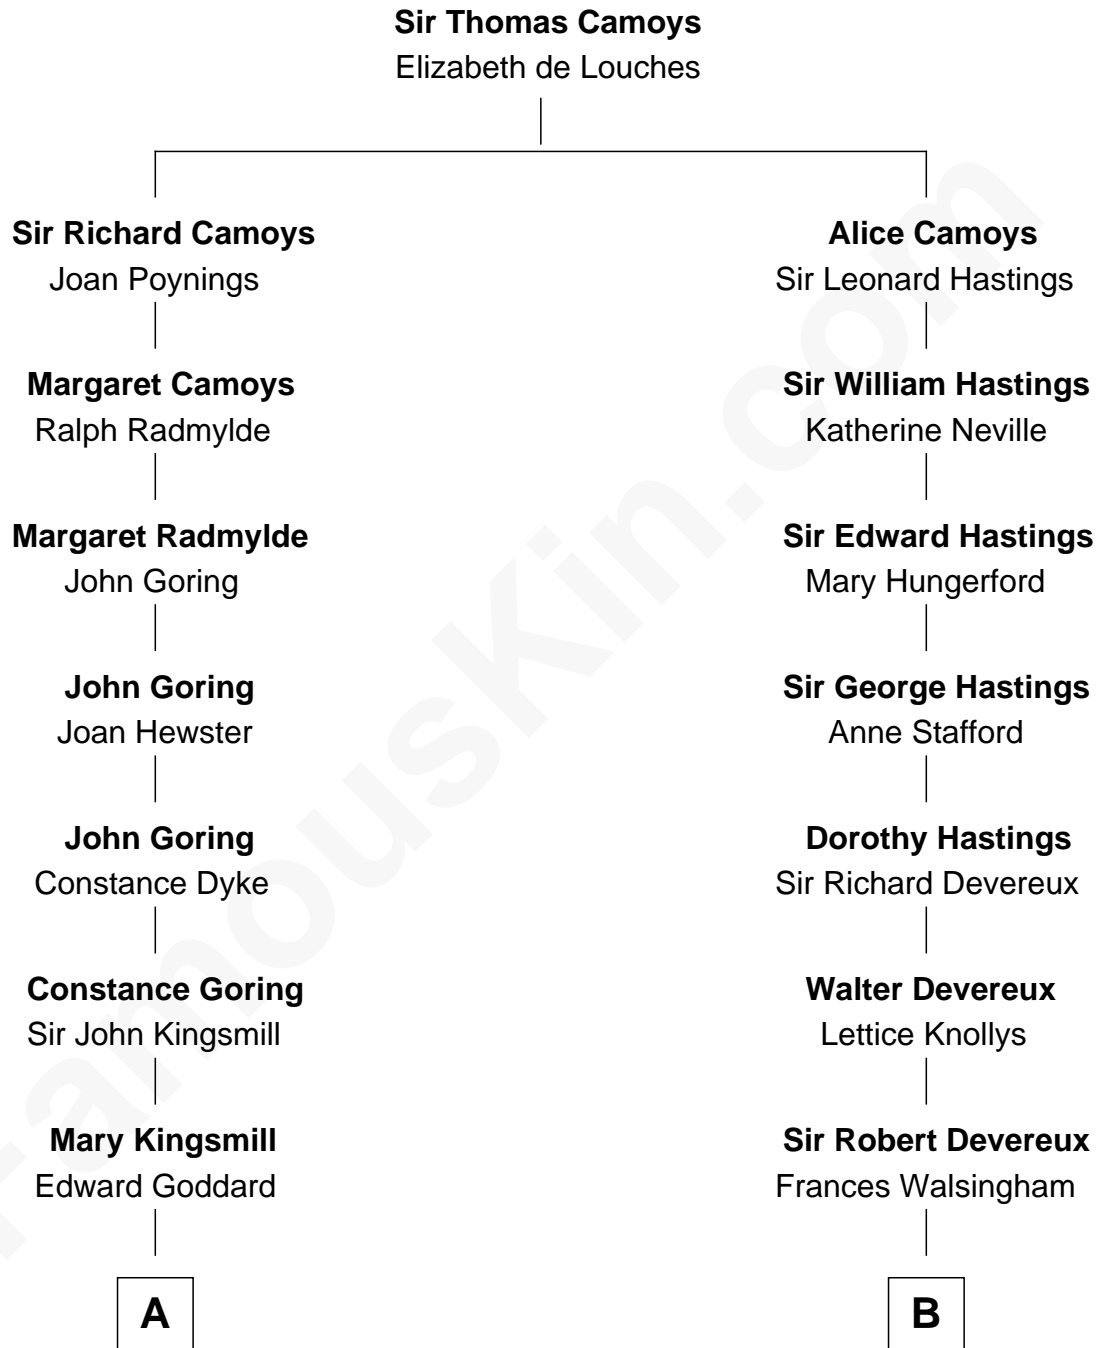 Sir Thomas Camoys
Elizabeth de Louches
Sir Richard Camoys
Joan Poynings
Alice Camoys
Sir Leonard Hastings
Margaret Camoys
Ralph Radmylde
Sir William Hastings
Katherine Neville
Margaret Radmylde
John Goring
Sir Edward Hastings
Mary Hungerford
John Goring
Joan Hewster
Sir George Hastings
Anne Stafford
John Goring
Constance Dyke
Dorothy Hastings
Sir Richard Devereux
Constance Goring
Sir John Kingsmill
Walter Devereux
Lettice Knollys
Mary Kingsmill
Edward Goddard
Sir Robert Devereux
Frances Walsingham
A
B
FamousKin.com